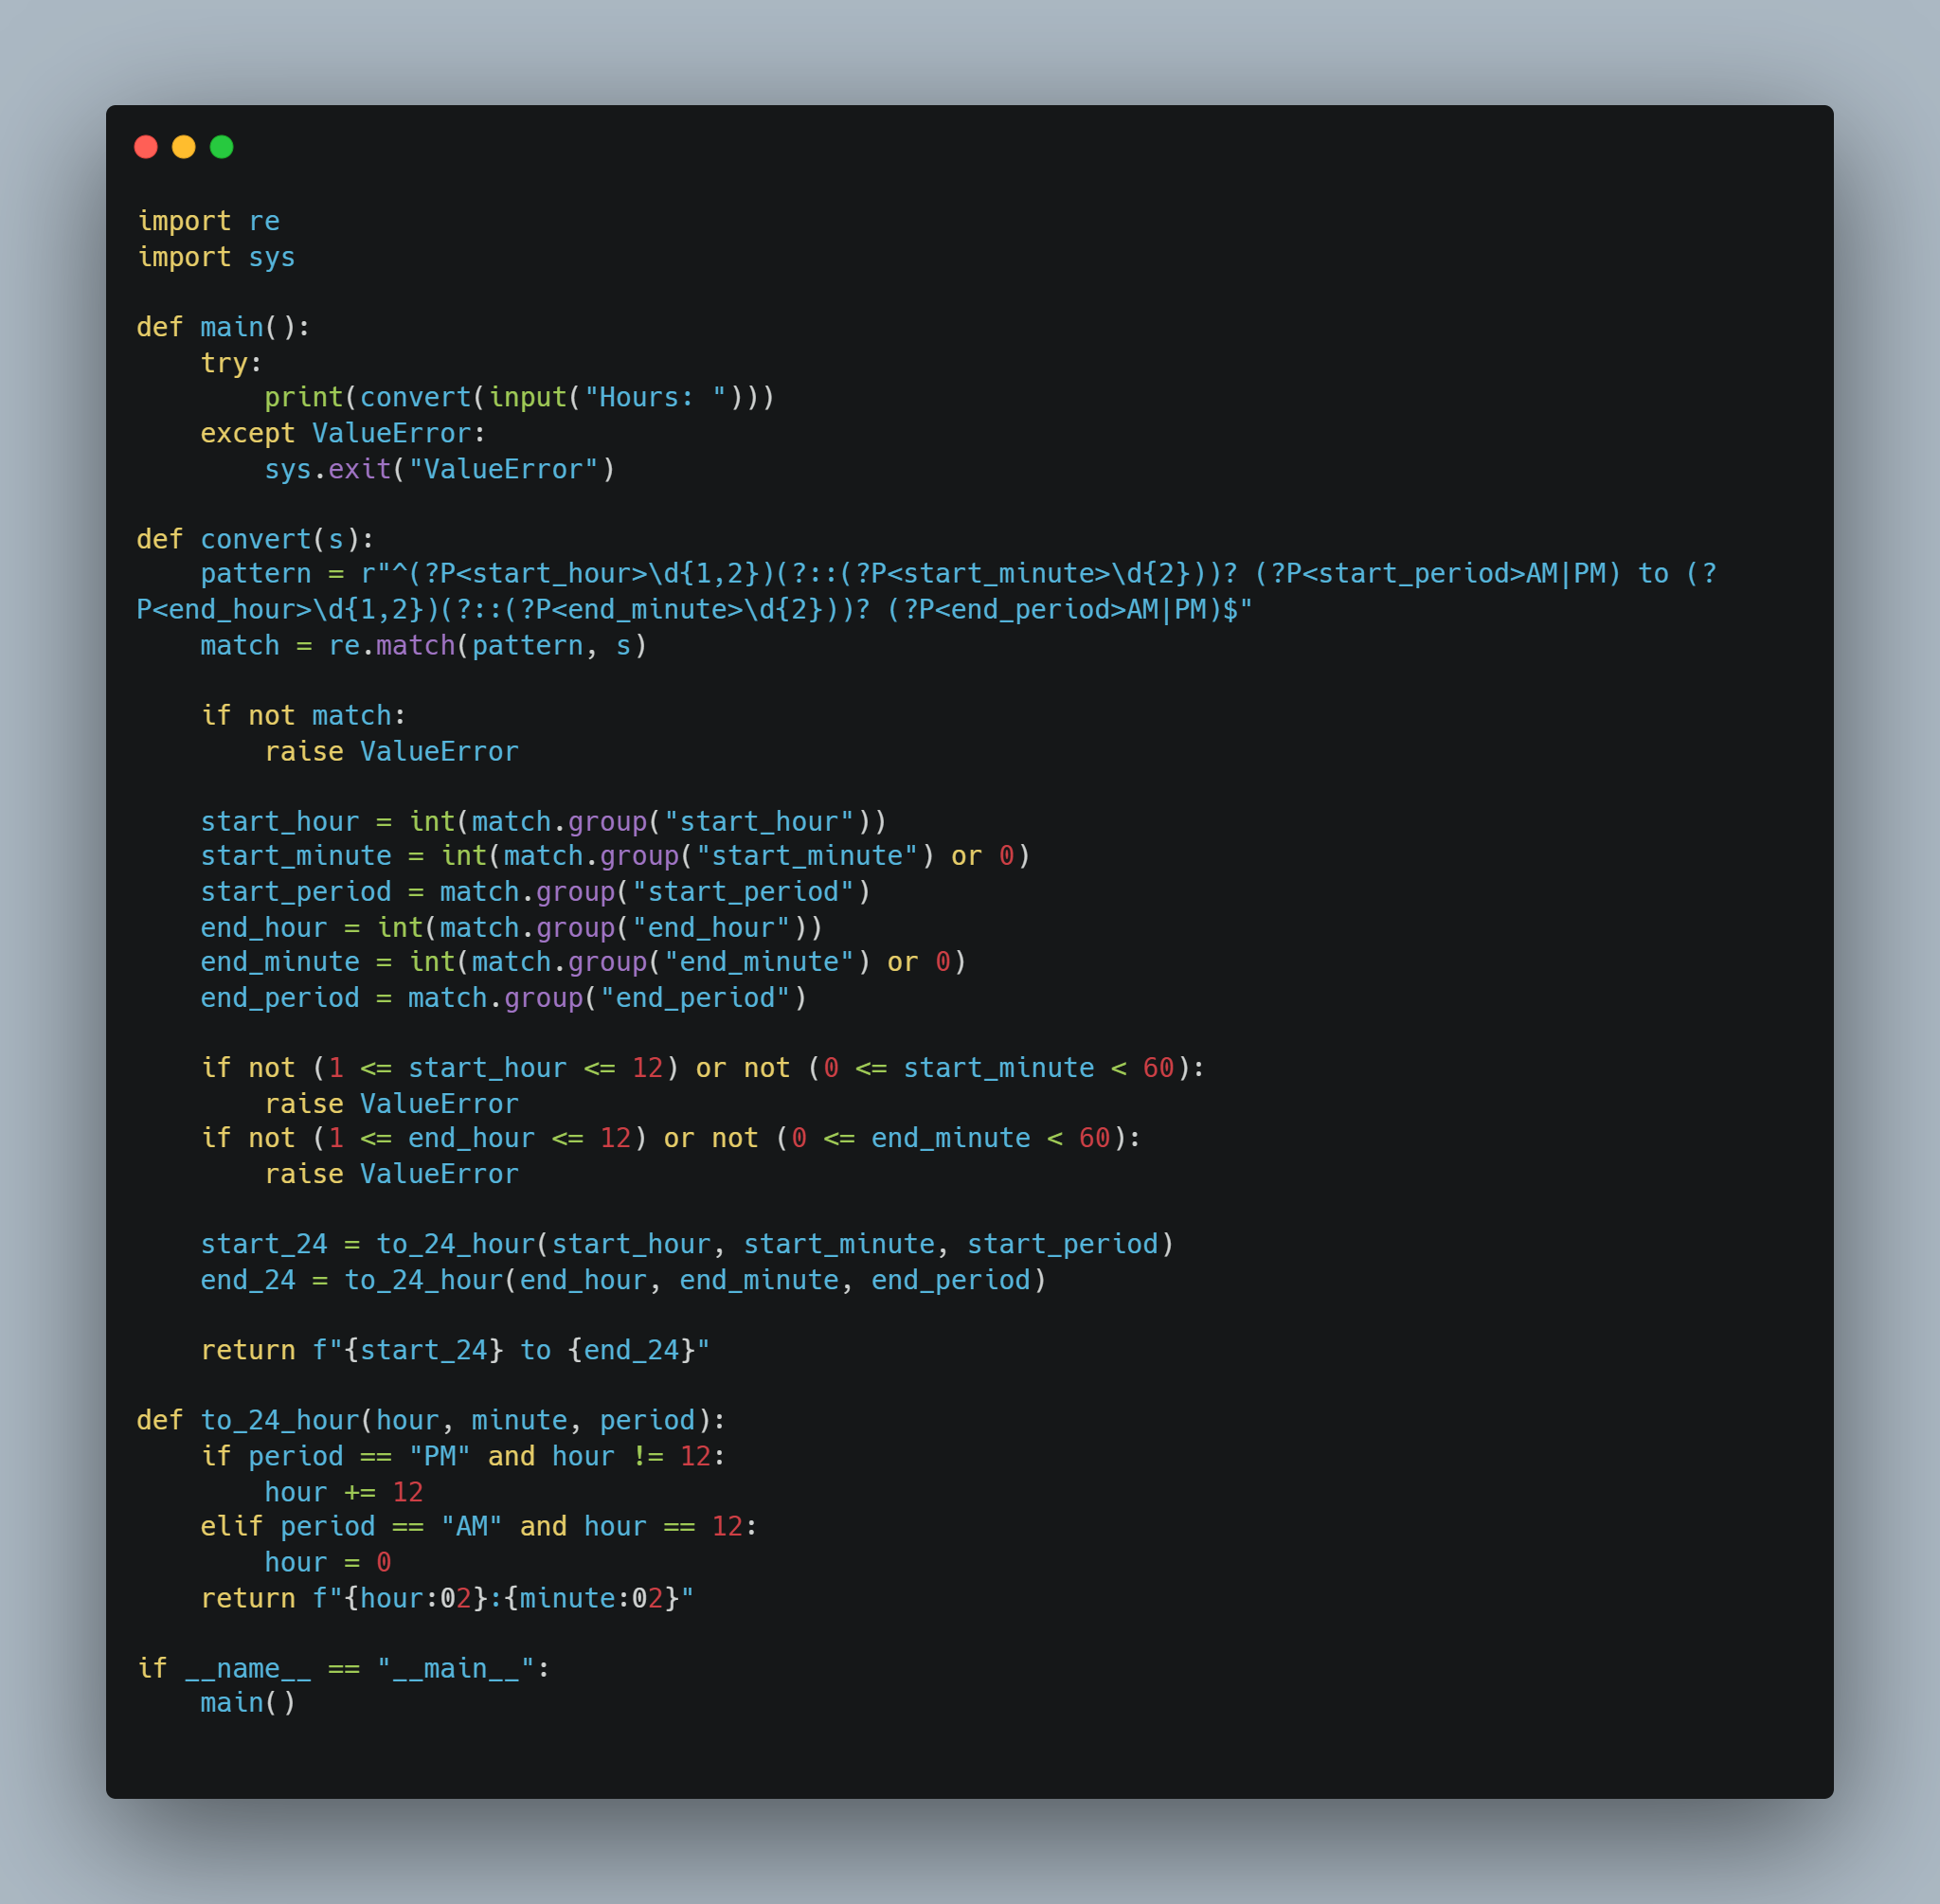 import re
import sys

def main():
    try:
        print(convert(input("Hours: ")))
    except ValueError:
        sys.exit("ValueError")

def convert(s):
    pattern = r"^(?P<start_hour>\d{1,2})(?::(?P<start_minute>\d{2}))? (?P<start_period>AM|PM) to (?
P<end_hour>\d{1,2})(?::(?P<end_minute>\d{2}))? (?P<end_period>AM|PM)$"
    match = re.match(pattern, s)

    if not match:
        raise ValueError

    start_hour = int(match.group("start_hour"))
    start_minute = int(match.group("start_minute") or 0)
    start_period = match.group("start_period")
    end_hour = int(match.group("end_hour"))
    end_minute = int(match.group("end_minute") or 0)
    end_period = match.group("end_period")

    if not (1 <= start_hour <= 12) or not (0 <= start_minute < 60):
        raise ValueError
    if not (1 <= end_hour <= 12) or not (0 <= end_minute < 60):
        raise ValueError

    start_24 = to_24_hour(start_hour, start_minute, start_period)
    end_24 = to_24_hour(end_hour, end_minute, end_period)

    return f"{start_24} to {end_24}"

def to_24_hour(hour, minute, period):
    if period == "PM" and hour != 12:
        hour += 12
    elif period == "AM" and hour == 12:
        hour = 0
    return f"{hour:02}:{minute:02}"

if __name__ == "__main__":
    main()